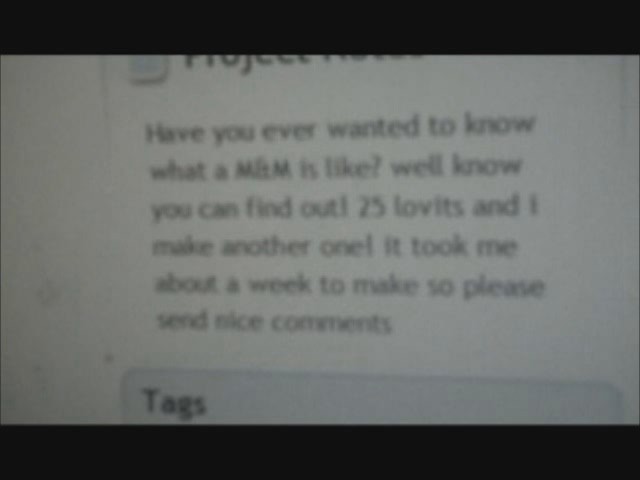 Project Notes
Have you ever wanted to know
what a M&M is like? well know
you can find out! 25 lovits and I
make another one! it took me
about a week to make so please
send nice comments
Tags